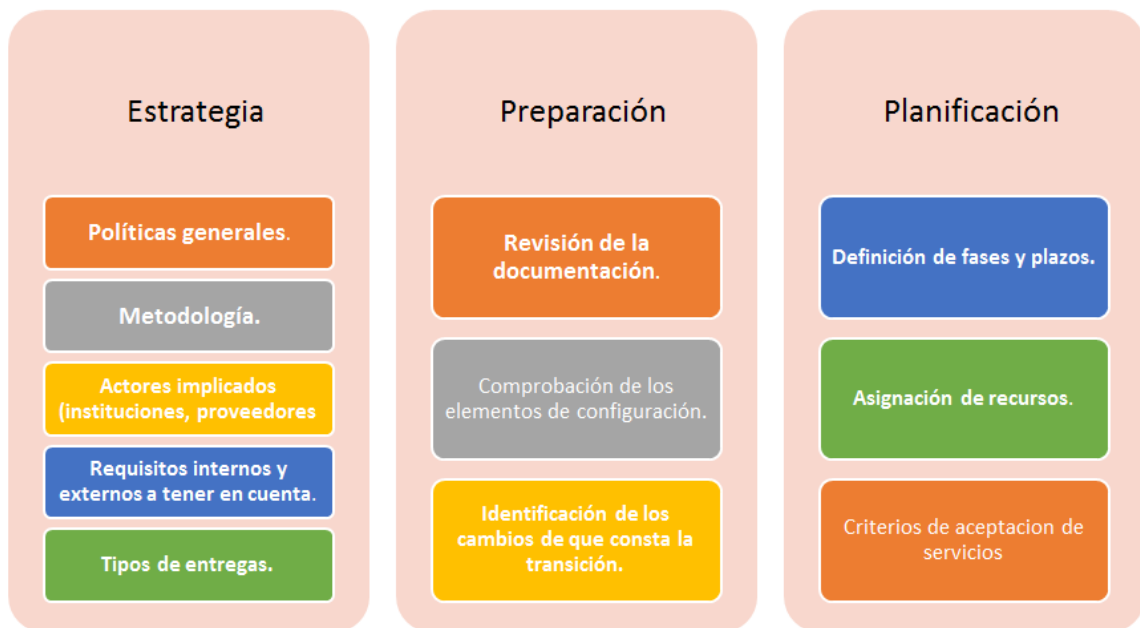 Estrategia
Políticas generales.
Metodología.
Actores implicados
(instituciones, proveedores
Requisitos internos y
externos a tener en cuenta.
Tipos de entregas.
Preparación
Revisión de la
documentación.
Comprobación de los
elementos de configuración.
Identificación de los
cambios de que consta la
transición.
Planificación
Definición de fases y plazos.
Asignación de recursos.
Criterios de aceptacion de
servicios